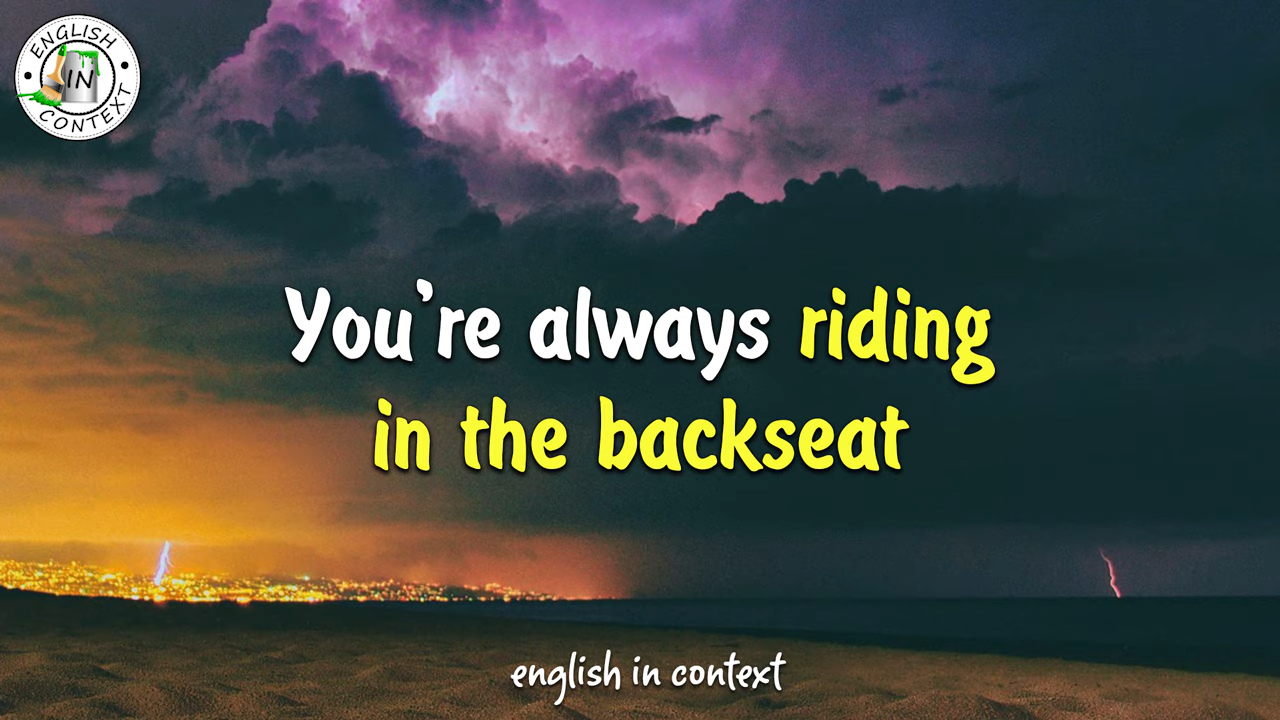 ENGLISH
IN
CONTEXT
You're always riding
in the backseat
english in context